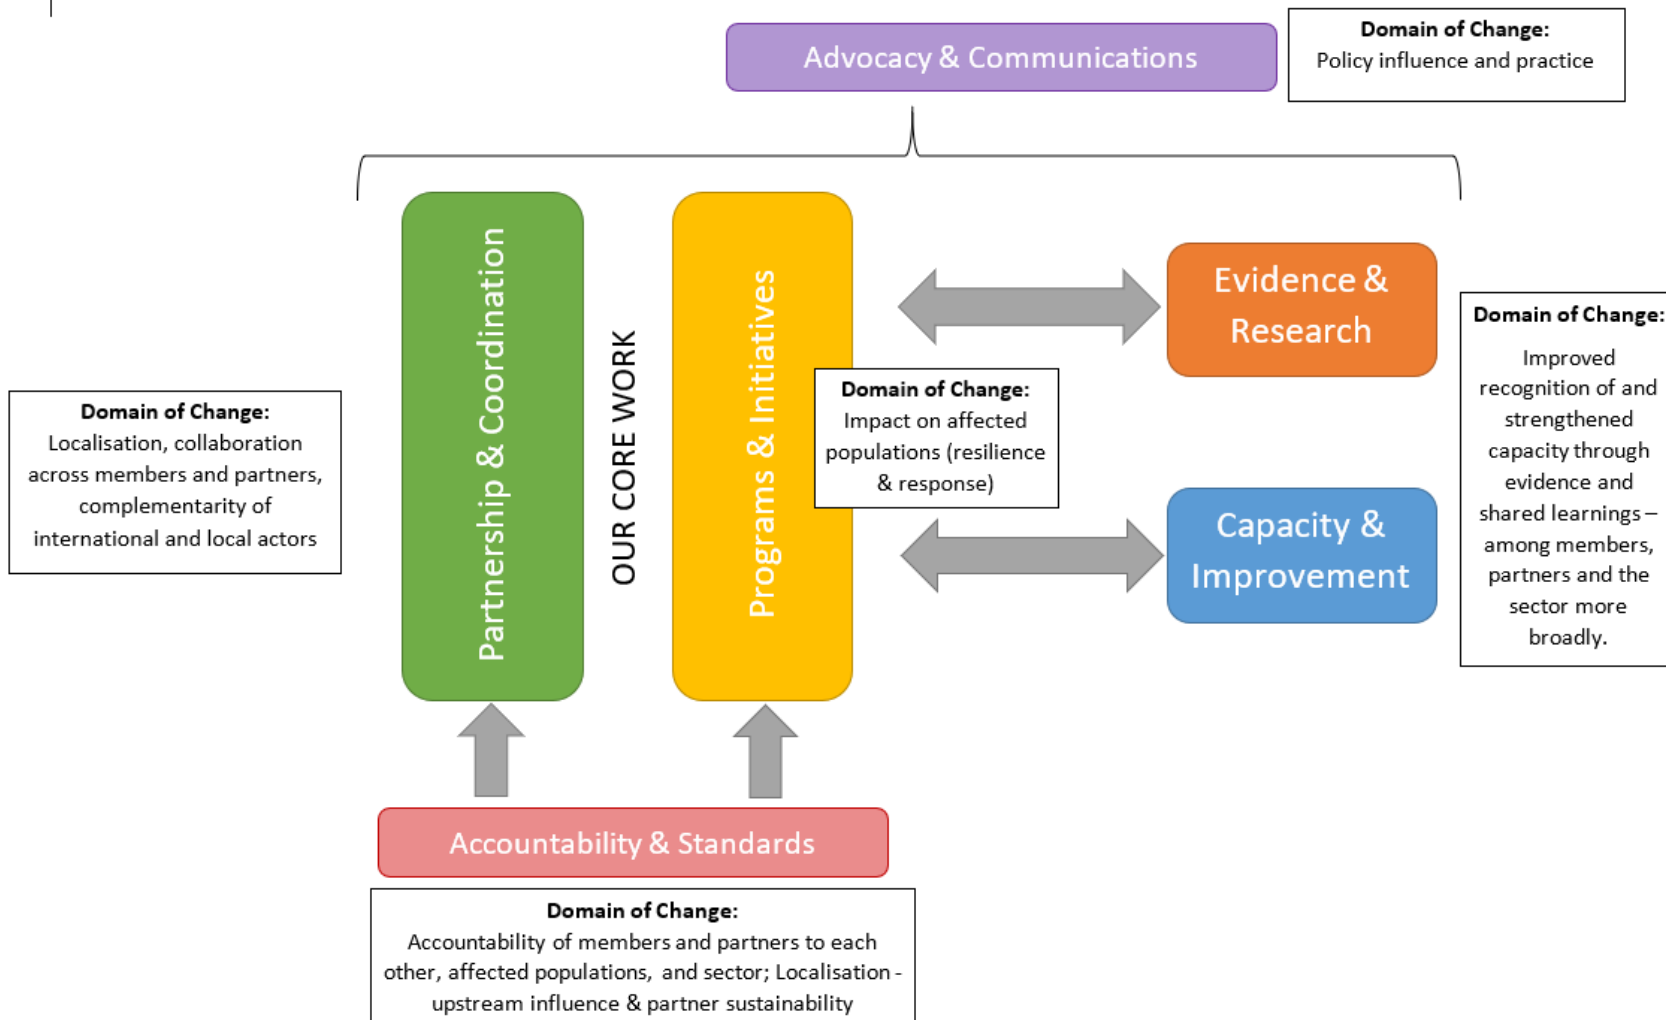 Advocacy & Communications
Domain of Change:
Policy influence and practice
Partnership & Coordination
OUR CORE WORK
Programs & Initiatives
Evidence &
Research
Domain of Change:
Improved
recognition of and
strengthened
capacity through
evidence and
shared learnings –
among members,
partners and the
sector more
broadly.
Domain of Change:
Impact on affected
populations (resilience
& response)
Domain of Change:
Localisation, collaboration
across members and partners,
complementarity of
international and local actors
Capacity &
Improvement
Accountability & Standards
Domain of Change:
Accountability of members and partners to each
other, affected populations, and sector; Localisation -
upstream influence & partner sustainability